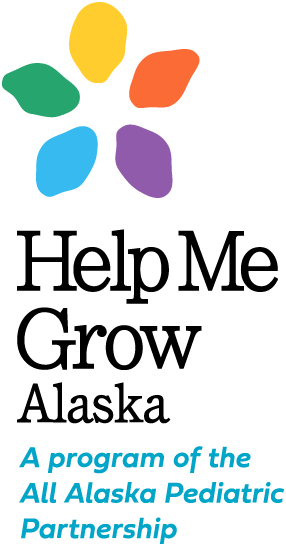 Help Me
Grow
Alaska
A program of the
All Alaska Pediatric
Partnership